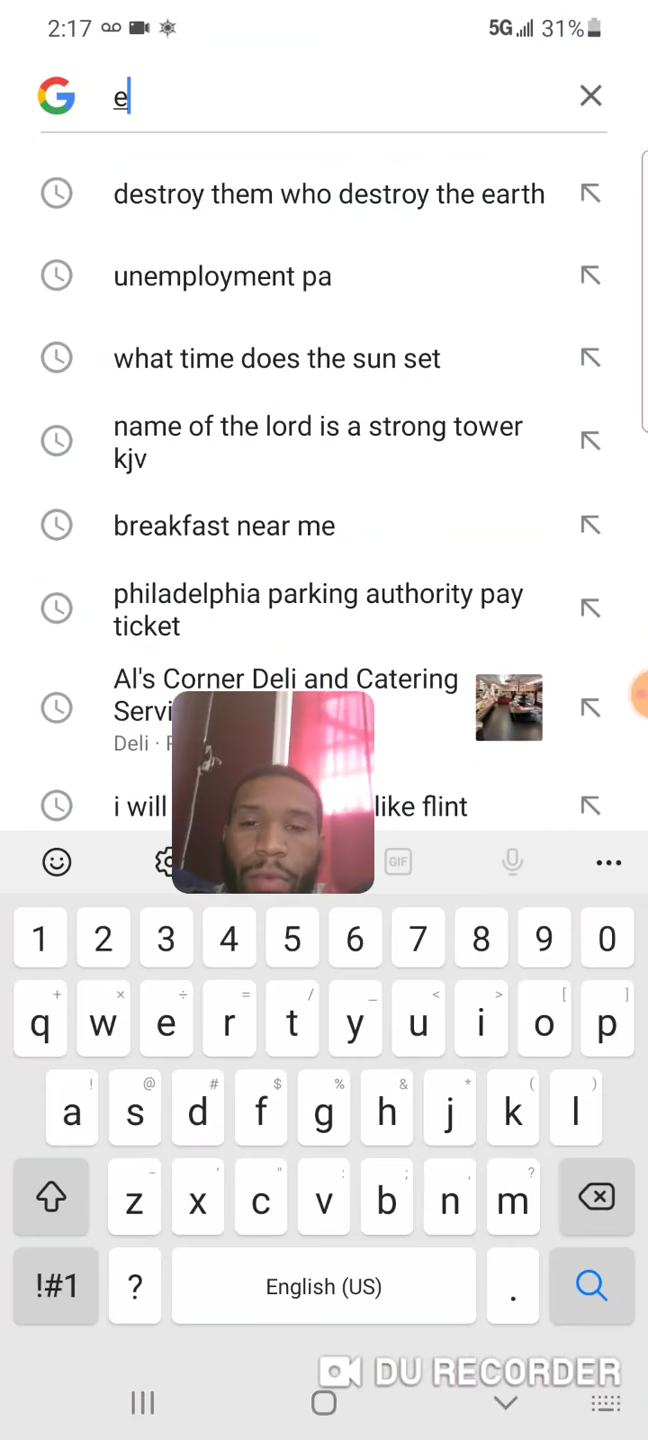 2:17 5G 31%
e
destroy them who destroy the earth
unemployment pa
what time does the sun set
name of the lord is a strong tower
kjv
breakfast near me
philadelphia parking authority pay
ticket
Al's Corner Deli and Catering
Servi
Deli ·
i will like flint
GIF
1 2 3 4 5 6 7 8 9 0
+ × ÷ = / _ < > [ ]
q w e r t y u i o p
! @ # $ % & * ( )
a s d f g h j k l
- ' " : ; , ?
z x c v b n m
!#1 ? English (US) .
DU RECORDER